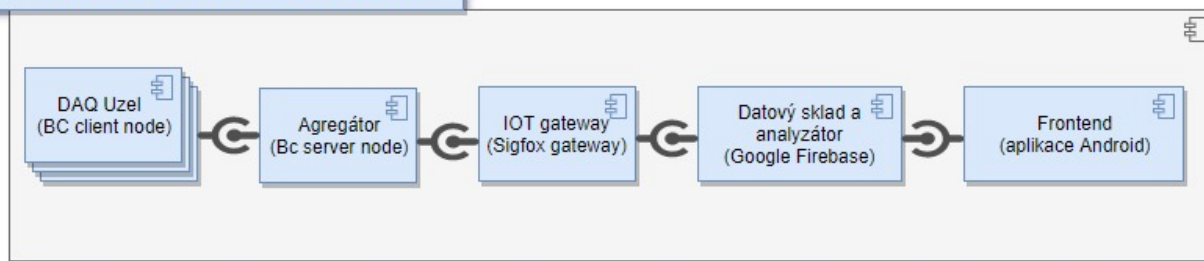 DAQ Uzel
(BC client node)
Agregátor
(Bc server node)
IOT gateway
(Sigfox gateway)
Datový sklad a
analyzátor
(Google Firebase)
Frontend
(aplikace Android)